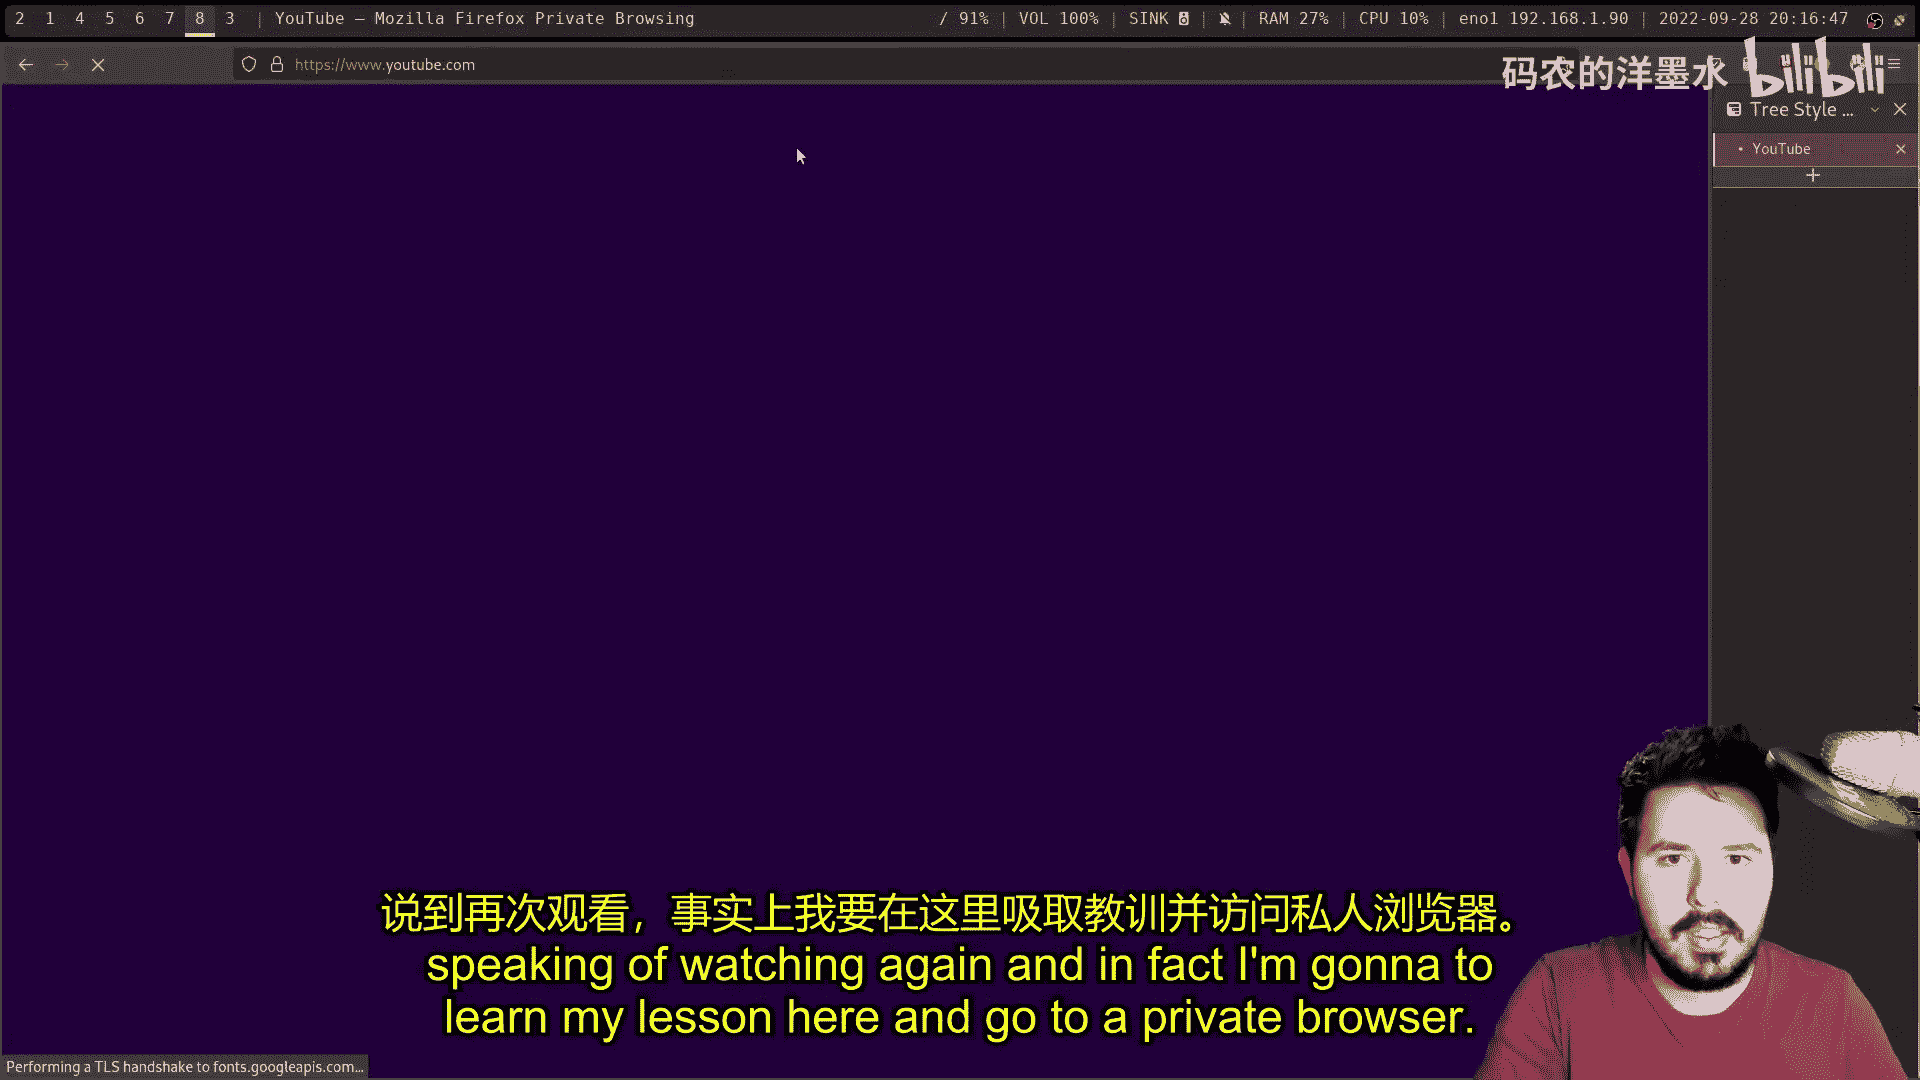 2 1 4 5 6 7 8 3 | YouTube — Mozilla Firefox Private Browsing
/ 91% | VOL 100% | SINK | | RAM 27% | CPU 10% | eno1 192.168.1.90 | 2022-09-28 20:16:47
https://www.youtube.com
码农的洋墨水 bilibili
Tree Style ...
YouTube
说到再次观看，事实上我要在这里吸取教训并访问私人浏览器。
speaking of watching again and in fact I'm gonna to
learn my lesson here and go to a private browser.
Performing a TLS handshake to fonts.googleapis.com...